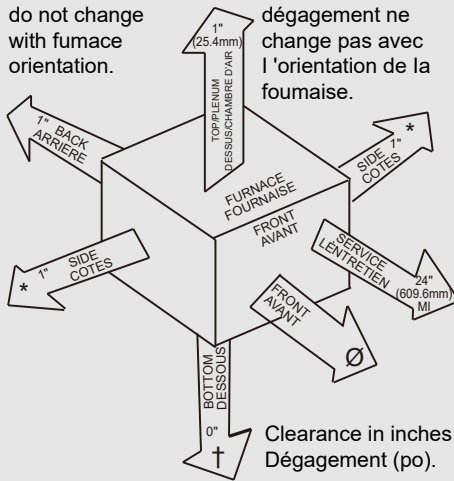 do not change
with fumace
orientation.
dégagement ne
change pas avec
l 'orientation de la
foumaise.
1"
(25.4mm)
TOP/PLENUM
DESSUS/CHAMBRE D'AIR
1" BACK
ARRIERE
SIDE 1" *
COTES
FURNACE
FOURNAISE
FRONT
AVANT
* 1" SIDE
COTES
SERVICE
LÉNTRETIEN
24"
(609.6mm)
MI
FRONT
AVANT
Ø
BOTTOM
DESSOUS
0"
†
Clearance in inches
Dégagement (po).